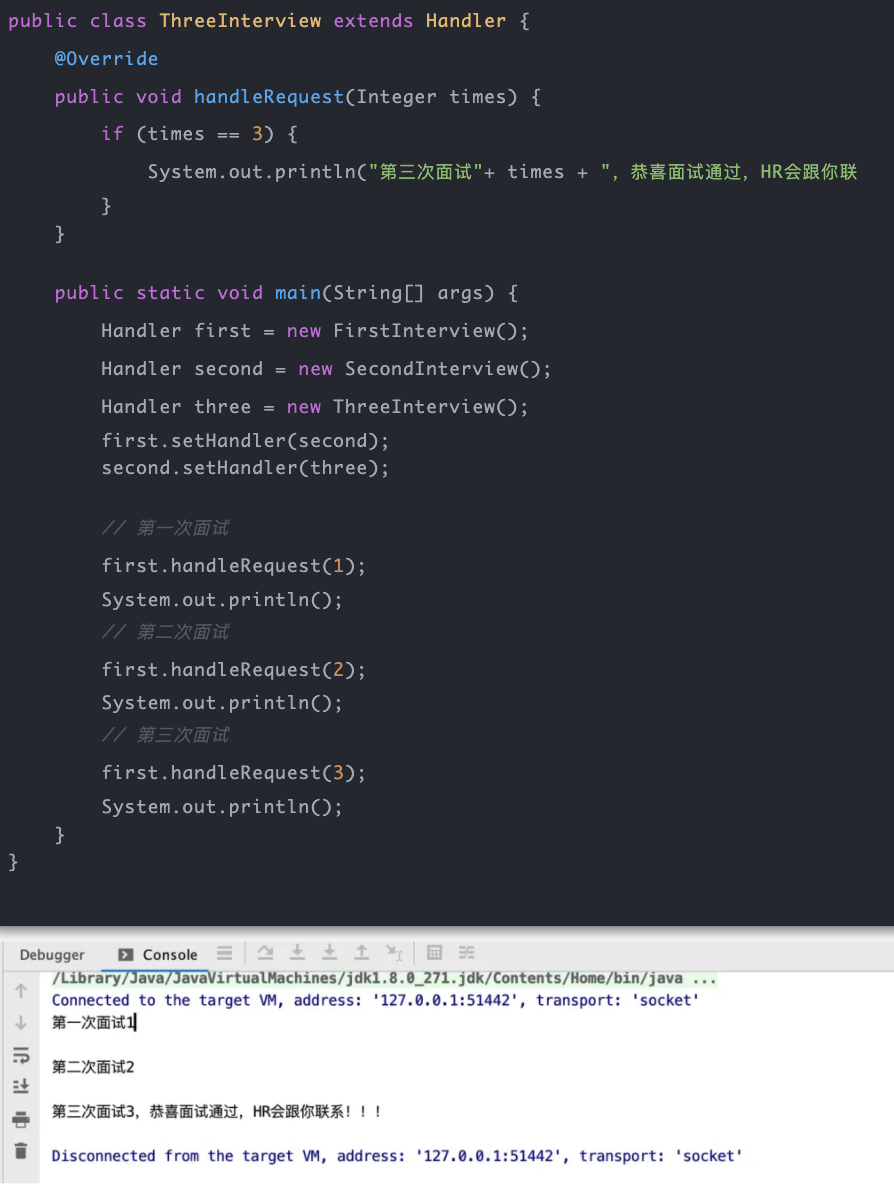 public class ThreeInterview extends Handler {
@Override
public void handleRequest(Integer times) {
if (times == 3) {
System.out.println("第三次面试"+ times + ", 恭喜面试通过，HR会跟你联
}
}
public static void main(String[] args) {
Handler first = new FirstInterview();
Handler second = new SecondInterview();
Handler three = new ThreeInterview();
first.setHandler(second);
second.setHandler(three);
// 第一次面试
first.handleRequest(1);
System.out.println();
// 第二次面试
first.handleRequest(2);
System.out.println();
// 第三次面试
first.handleRequest(3);
System.out.println();
}
}
Debugger Console
/Library/Java/JavaVirtualMachines/jdk1.8.0_271.jdk/Contents/Home/bin/java ...
Connected to the target VM, address: '127.0.0.1:51442', transport: 'socket'
第一次面试1
第二次面试2
第三次面试3，恭喜面试通过，HR会跟你联系！！！
Disconnected from the target VM, address: '127.0.0.1:51442', transport: 'socket'